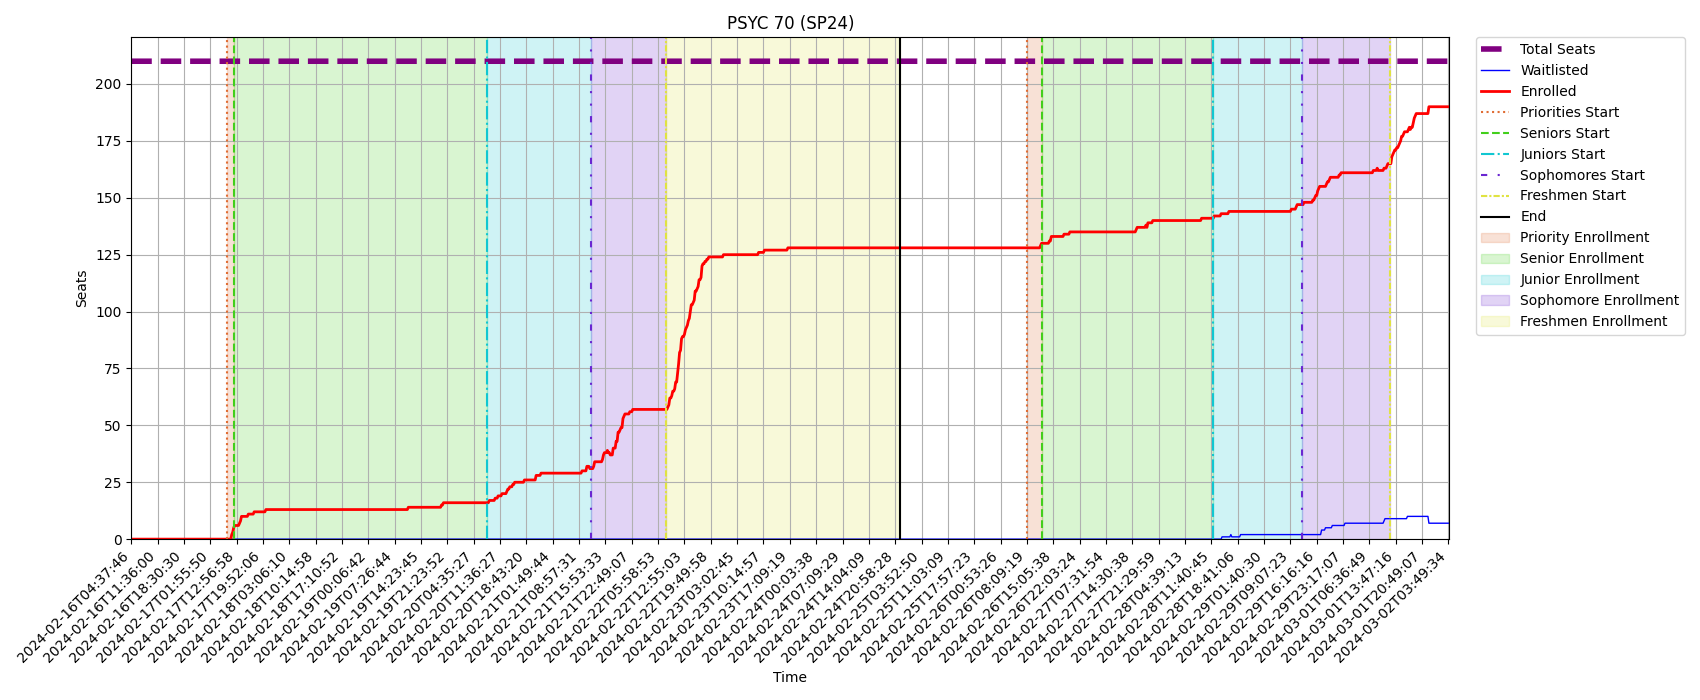 PSYC 70 (SP24)
Seats
200
175
150
125
100
75
50
25
0
2024-02-16T04:37:46
2024-02-16T11:36:00
2024-02-16T18:30:30
2024-02-17T01:55:50
2024-02-17T12:56:58
2024-02-17T19:52:06
2024-02-18T03:06:10
2024-02-18T10:14:58
2024-02-18T17:10:52
2024-02-19T00:06:42
2024-02-19T07:26:44
2024-02-19T14:23:45
2024-02-19T21:23:52
2024-02-20T04:35:27
2024-02-20T11:36:27
2024-02-20T18:43:20
2024-02-21T01:49:44
2024-02-21T08:57:31
2024-02-21T15:53:33
2024-02-21T22:49:07
2024-02-22T05:58:53
2024-02-22T12:55:03
2024-02-22T19:49:58
2024-02-23T03:02:45
2024-02-23T10:14:57
2024-02-23T17:09:19
2024-02-24T00:03:38
2024-02-24T07:09:29
2024-02-24T14:04:09
2024-02-24T20:58:28
2024-02-25T03:52:50
2024-02-25T11:03:09
2024-02-25T17:57:23
2024-02-26T00:53:26
2024-02-26T08:09:19
2024-02-26T15:05:38
2024-02-26T22:03:24
2024-02-27T07:31:54
2024-02-27T14:30:38
2024-02-27T21:29:59
2024-02-28T04:39:13
2024-02-28T11:40:45
2024-02-28T18:41:06
2024-02-29T01:40:30
2024-02-29T09:07:23
2024-02-29T16:16:16
2024-02-29T23:17:07
2024-03-01T06:36:49
2024-03-01T13:47:16
2024-03-01T20:49:07
2024-03-02T03:49:34
Time
Total Seats
Waitlisted
Enrolled
Priorities Start
Seniors Start
Juniors Start
Sophomores Start
Freshmen Start
End
Priority Enrollment
Senior Enrollment
Junior Enrollment
Sophomore Enrollment
Freshmen Enrollment